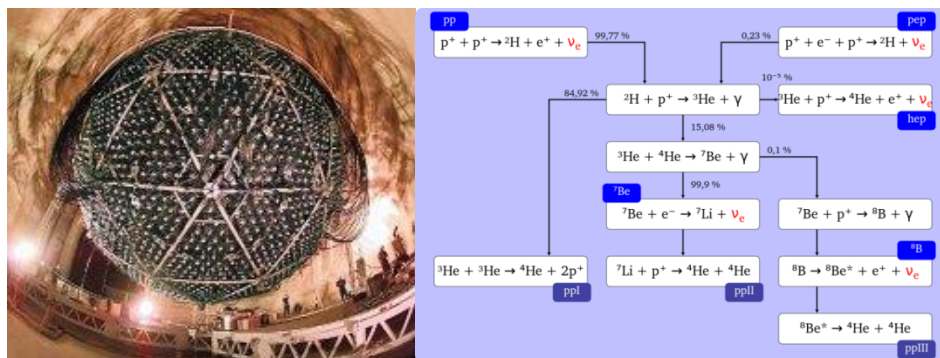 pp
pep
p⁺ + p⁺ → ²H + e⁺ + νₑ
99,77 %
0,23 %
p⁺ + e⁻ + p⁺ → ²H + νₑ
84,92 %
²H + p⁺ → ³He + γ
10⁻⁵ %
³He + p⁺ → ⁴He + e⁺ + νₑ
hep
15,08 %
³He + ⁴He → ⁷Be + γ
0,1 %
⁷Be
99,9 %
⁷Be + e⁻ → ⁷Li + νₑ
⁷Be + p⁺ → ⁸B + γ
⁸B
³He + ³He → ⁴He + 2p⁺
⁷Li + p⁺ → ⁴He + ⁴He
⁸B → ⁸Be* + e⁺ + νₑ
ppI
ppII
⁸Be* → ⁴He + ⁴He
ppIII